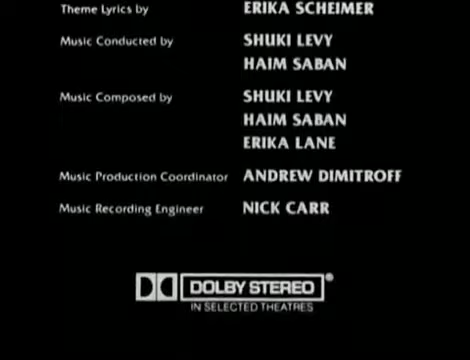 Theme Lyrics by ERIKA SCHEIMER
Music Conducted by SHUKI LEVY
HAIM SABAN
Music Composed by SHUKI LEVY
HAIM SABAN
ERIKA LANE
Music Production Coordinator ANDREW DIMITROFF
Music Recording Engineer NICK CARR
DOLBY STEREO ®
IN SELECTED THEATRES